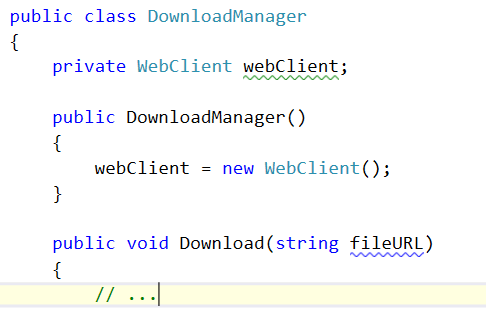 public class DownloadManager
{
    private WebClient webClient;
    public DownloadManager()
    {
        webClient = new WebClient();
    }
    public void Download(string fileURL)
    {
        // ...